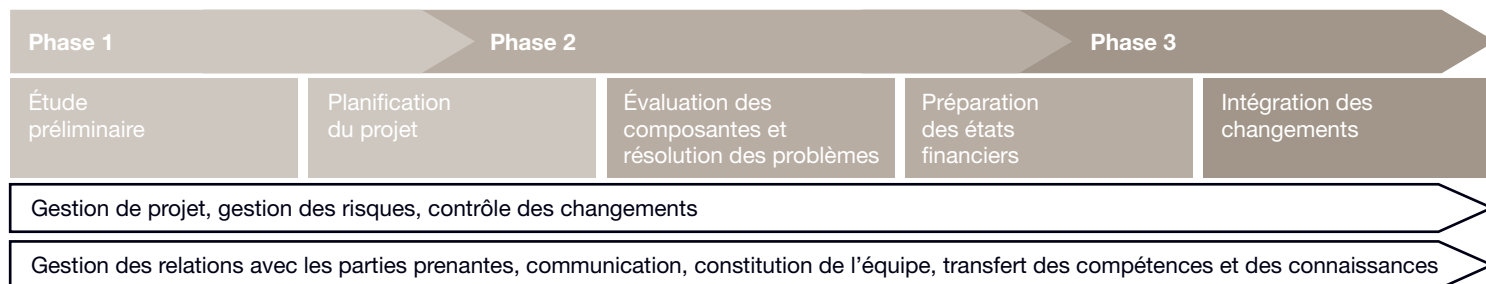 Phase 1
Phase 2
Phase 3
Étude
préliminaire
Planification
du projet
Évaluation des
composantes et
résolution des problèmes
Préparation
des états
financiers
Intégration des
changements
Gestion de projet, gestion des risques, contrôle des changements
Gestion des relations avec les parties prenantes, communication, constitution de l’équipe, transfert des compétences et des connaissances